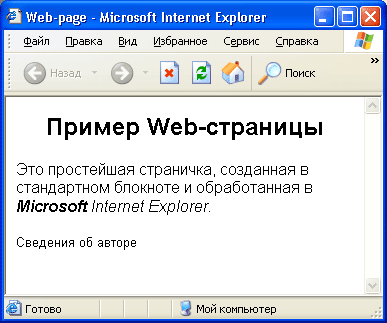 Web-page - Microsoft Internet Explorer
Файл Правка Вид Избранное Сервис Справка »
Назад Поиск
Пример Web-страницы
Это простейшая страничка, созданная в
стандартном блокноте и обработанная в
Microsoft Internet Explorer.
Сведения об авторе
Готово Мой компьютер